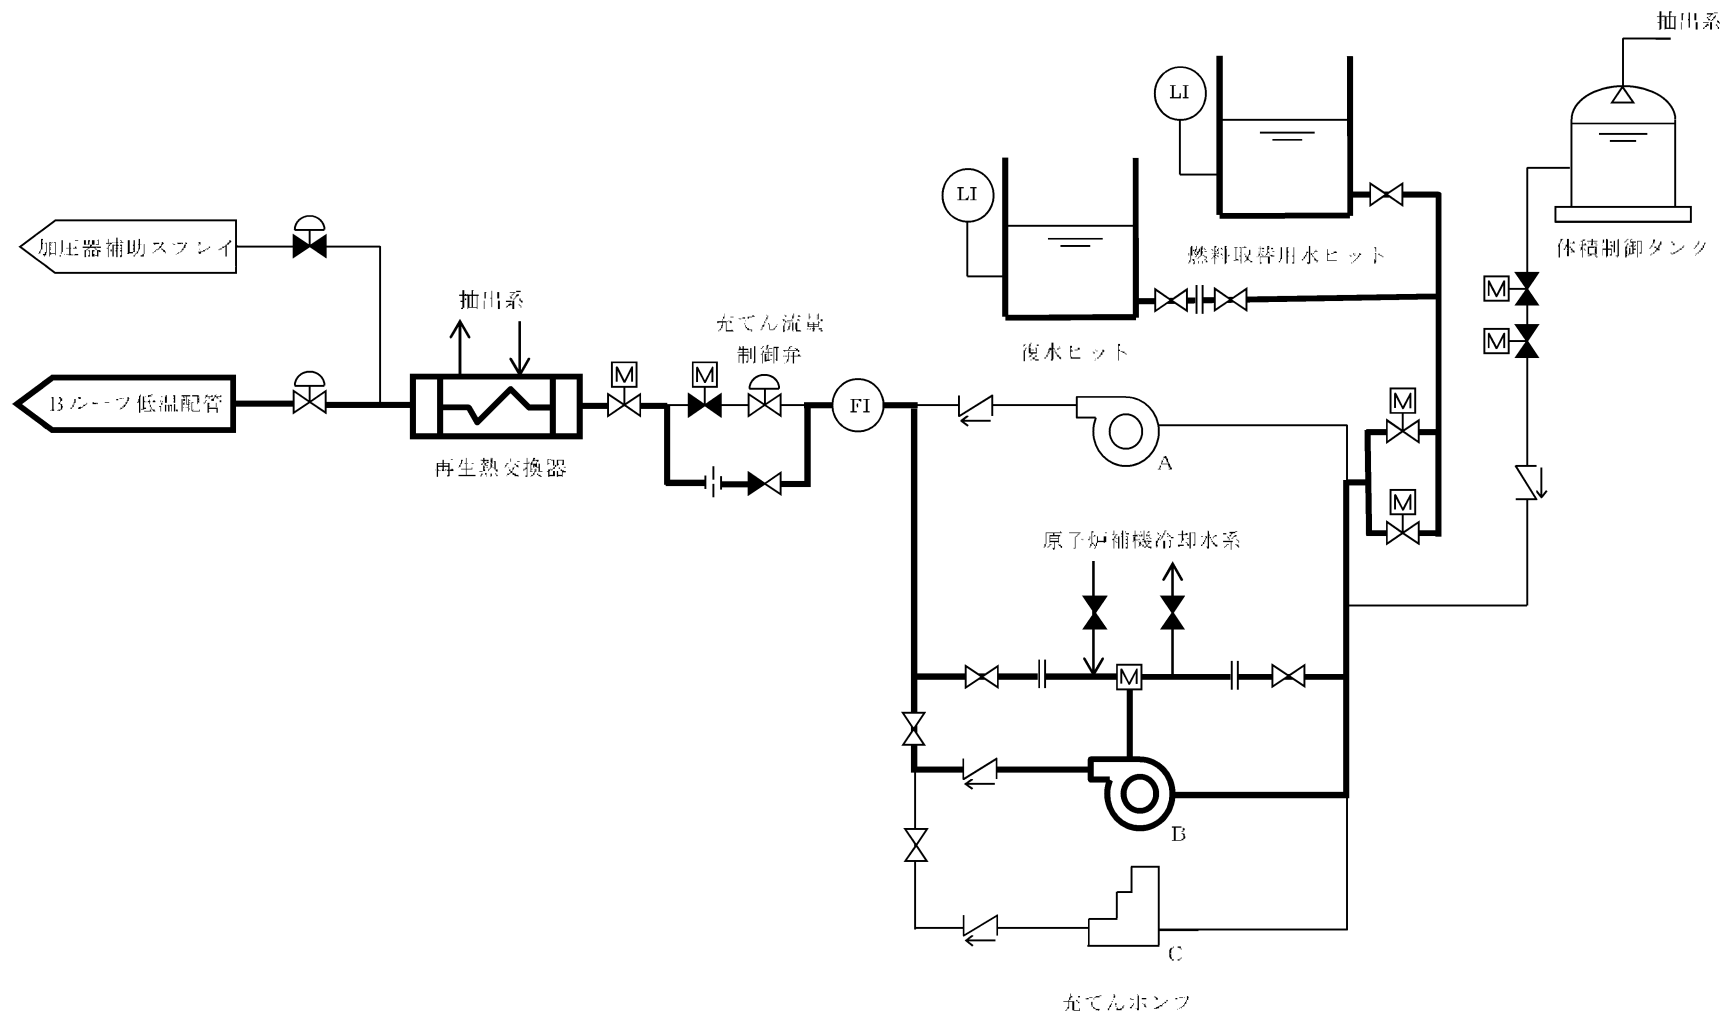 抽出系
LI
LI
加圧器補助スプレイ
燃料取替用水ピット
体積制御タンク
M
抽出系
充てん流量
制御弁
M
復水ピット
M
M
M
Bループ低温配管
FI
再生熱交換器
A
M
原子炉補機冷却水系
M
B
C
充てんポンプ